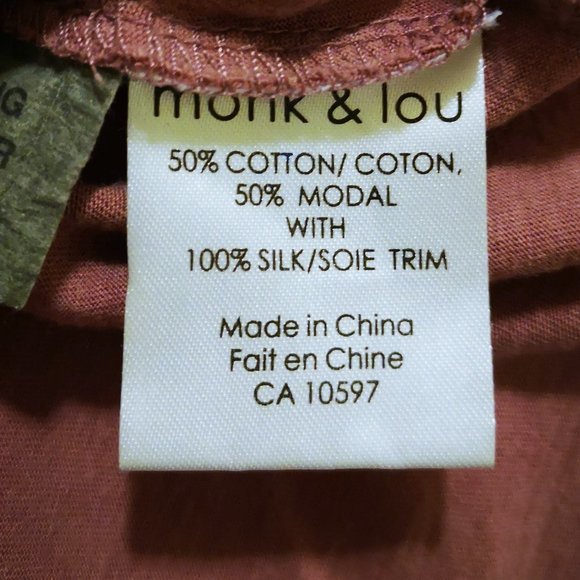 monk & lou
50% COTTON/ COTON,
50% MODAL
WITH
100% SILK/SOIE TRIM
Made in China
Fait en Chine
CA 10597
G
R